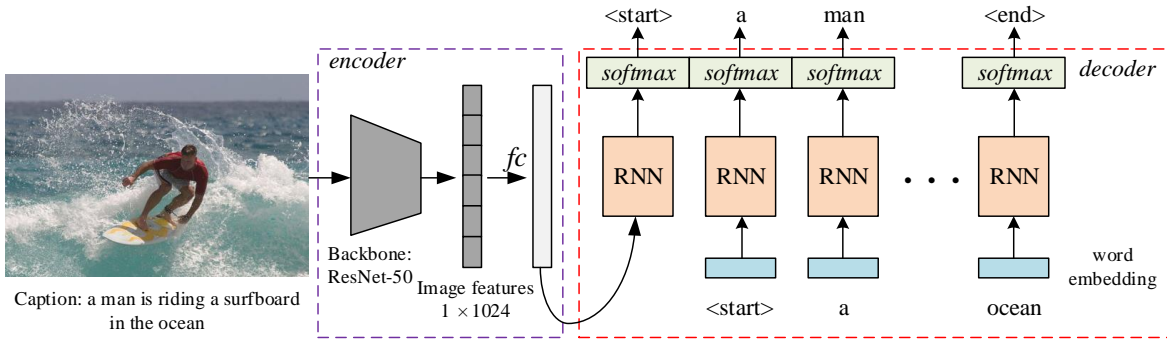 <start> a man <end>
encoder
softmax softmax softmax softmax
decoder
fc
RNN RNN RNN RNN
. . .
Backbone:
ResNet-50
Image features
1 × 1024
word
embedding
Caption: a man is riding a surfboard
in the ocean
<start> a ocean